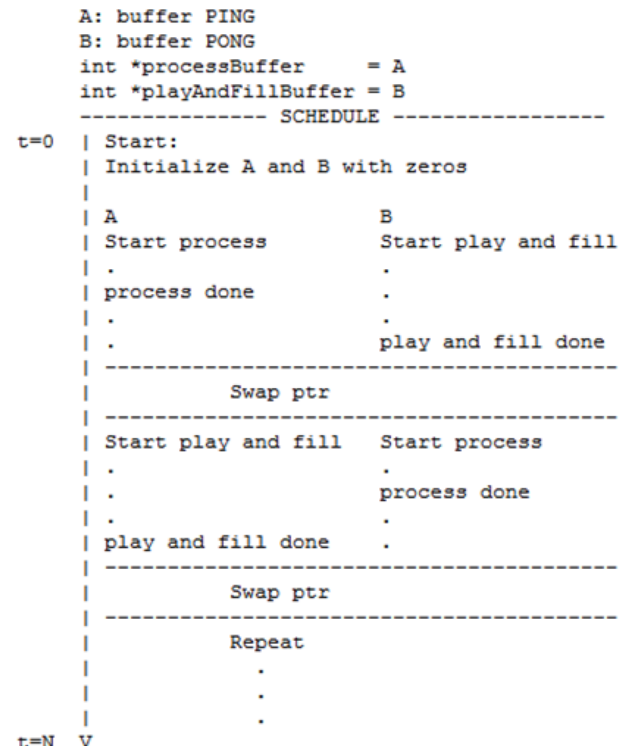 A: buffer PING
B: buffer PONG
int *processBuffer     = A
int *playAndFillBuffer = B
--------------- SCHEDULE -----------------
t=0  | Start:
     | Initialize A and B with zeros
     |
     | A                     B
     | Start process         Start play and fill
     | .                     .
     | process done          .
     | .                     .
     | .                     play and fill done
     | -----------------------------------------
     |           Swap ptr
     | -----------------------------------------
     | Start play and fill   Start process
     | .                     .
     | .                     process done
     | .                     .
     | play and fill done    .
     | -----------------------------------------
     |           Swap ptr
     | -----------------------------------------
     |           Repeat
     |             .
     |             .
     |             .
t=N  V